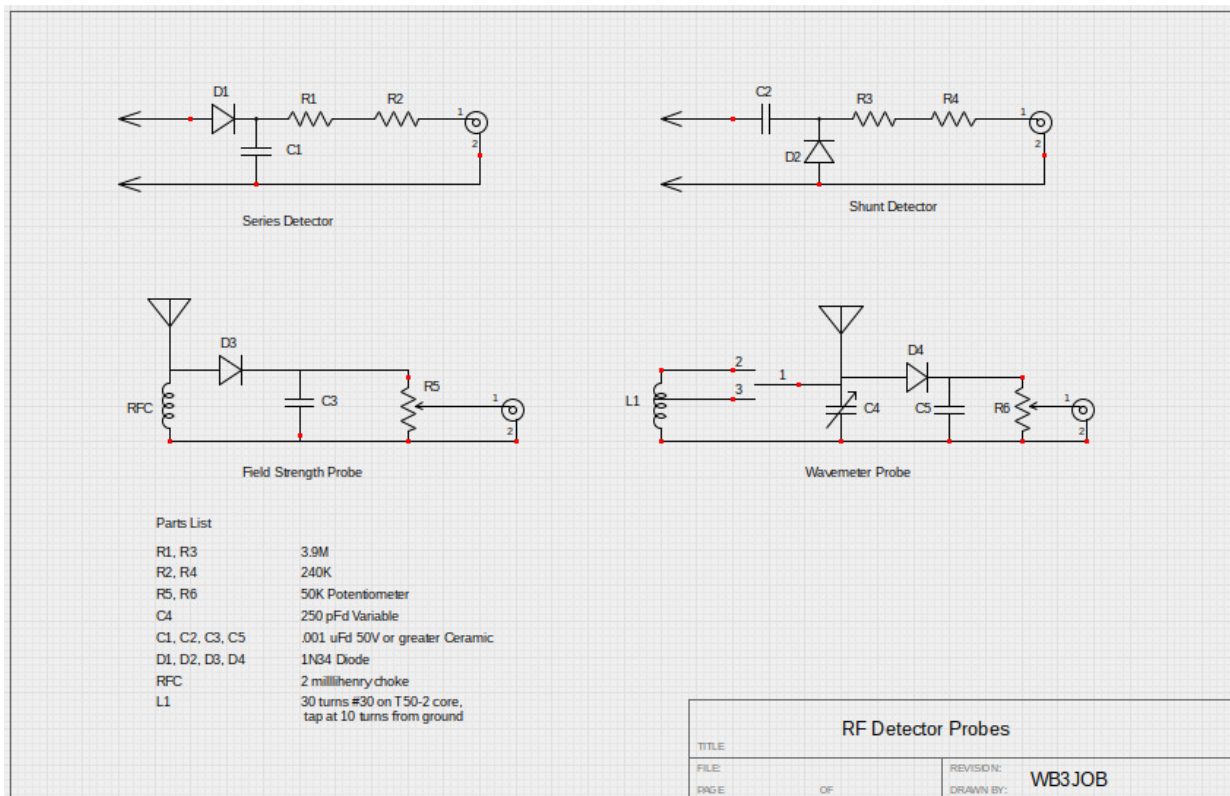 D1
R1
R2
1
2
C1
Series Detector
C2
R3
R4
1
2
D2
Shunt Detector
D3
RFC
C3
R5
1
2
Field Strength Probe
L1
2
3
1
C4
D4
C5
R6
1
2
Wavemeter Probe
Parts List
R1, R3 3.9M
R2, R4 240K
R5, R6 50K Potentiometer
C4 250 pFd Variable
C1, C2, C3, C5 .001 uFd 50V or greater Ceramic
D1, D2, D3, D4 1N34 Diode
RFC 2 milllihenry choke
L1 30 turns #30 on T50-2 core,
tap at 10 turns from ground
RF Detector Probes
TITLE
FILE:
REVISION:
PAGE OF
DRAWN BY: WB3JOB